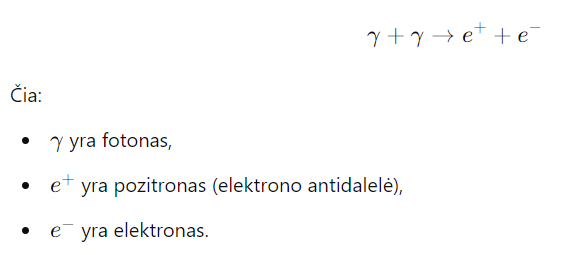 γ + γ → e⁺ + e⁻
Čia:
• γ yra fotonas,
• e⁺ yra pozitronas (elektrono antidalelė),
• e⁻ yra elektronas.